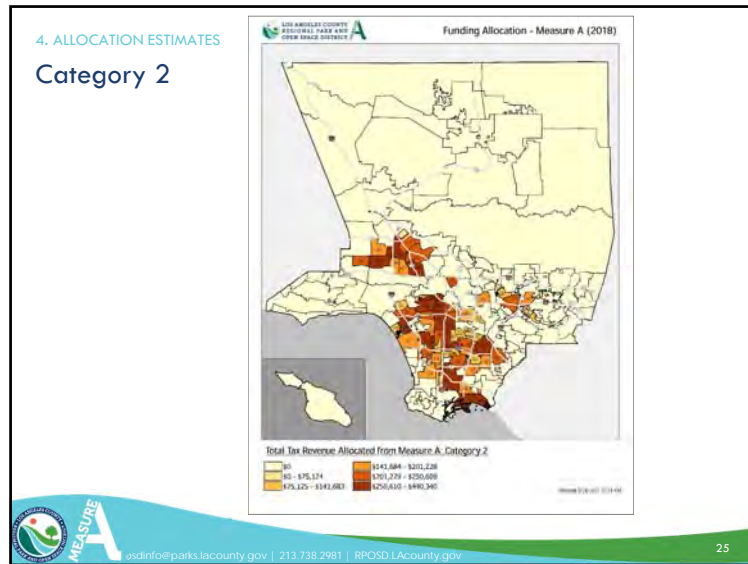 4. ALLOCATION ESTIMATES
Category 2
LOS ANGELES COUNTY
REGIONAL PARK AND
OPEN SPACE DISTRICT
A
Funding Allocation - Measure A (2018)
Total Tax Revenue Allocated from Measure A: Category 2
$0
$0 - $75,124
$75,125 - $141,683
$141,684 - $201,228
$201,229 - $250,609
$250,610 - $490,340
MEASURE A
osdinfo@parks.lacounty.gov | 213.738.2981 | RPOSD.LAcounty.gov
25